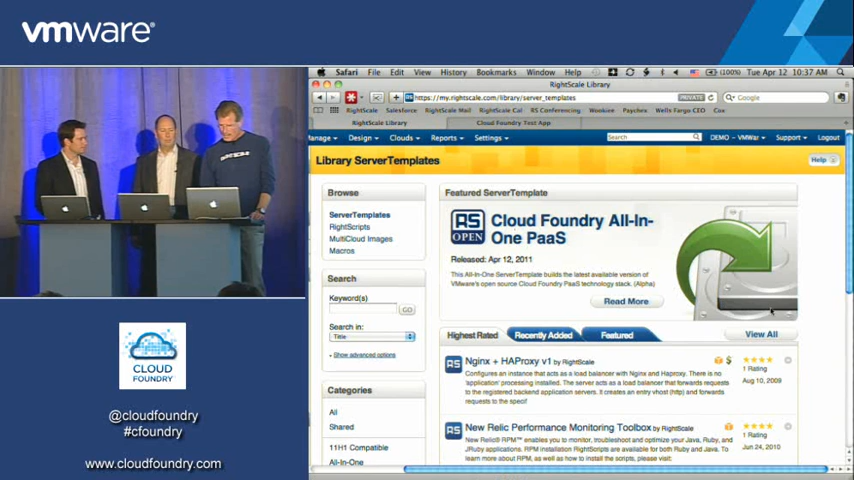 vmware®
Safari File Edit View History Bookmarks Window Help (100%) Tue Apr 12 10:37 AM
RightScale Library
https://my.rightscale.com/library/server_templates PRIVATE Google
RightScale Salesforce RightScale Mail RightScale Cal CF Screencasting Wookiee Paychex Wells Fargo CEO Cox
RightScale Library Cloud Foundry Test App
Manage Design Clouds Reports Settings Search DEMO - VMWar Support Logout
Library ServerTemplates Help
Browse
ServerTemplates
RightScripts
MultiCloud Images
Macros
Search
Keyword(s)
GO
Search in:
Title
Show advanced options
Categories
All
Shared
11H1 Compatible
All-In-One
Featured ServerTemplate
RS OPEN
Cloud Foundry All-In-
One PaaS
Released: Apr 12, 2011
This All-In-One ServerTemplate builds the latest available version of
VMware's open source Cloud Foundry PaaS technology stack. (Alpha)
Read More
Highest Rated Recently Added Featured View All
RS Nginx + HAProxy v1 by RightScale $
1 Rating
Aug 10, 2009
Configures an instance that acts as a load balancer with Nginx and Haproxy. There is no
'application' processing installed. The server acts as a load balancer that forwards requests
to the registered backend application servers. It creates an entry vhost (http) and forwards
requests to the specif
RS New Relic Performance Monitoring Toolbox by RightScale
1 Rating
Jun 24, 2010
New Relic® RPM™ enables you to monitor, troubleshoot and optimize your Java, Ruby, and
JRuby applications. RPM installation RightScripts are available for both Ruby and Java. To
learn more about RPM, as well as how to install the scripts, please visit:
CLOUD
FOUNDRY
@cloudfoundry
#cfoundry
www.cloudfoundry.com